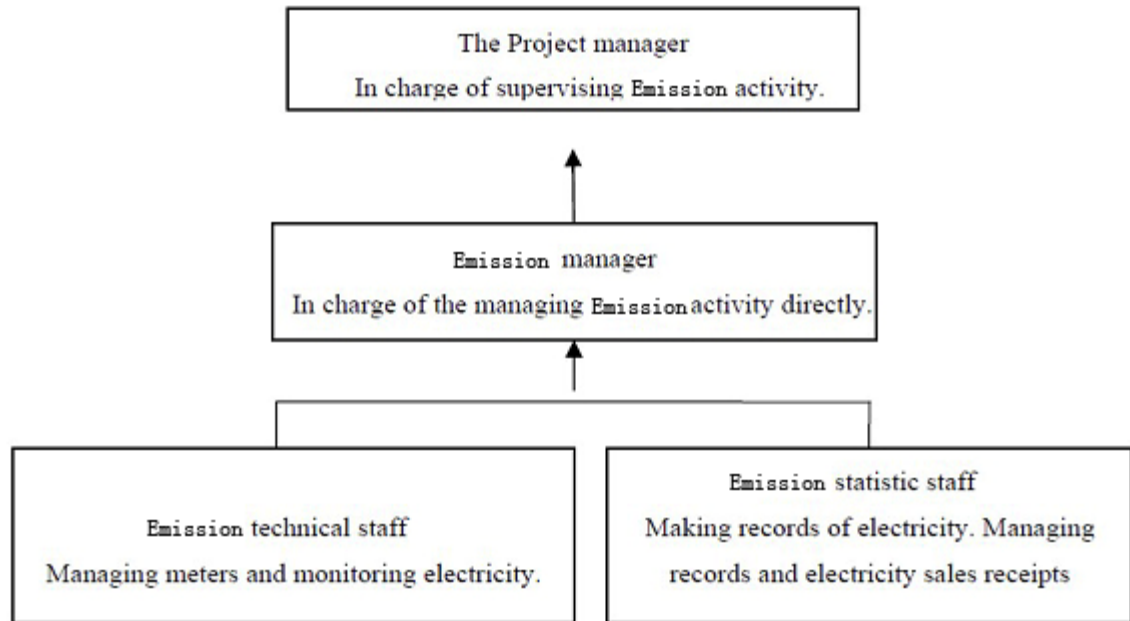 The Project manager
In charge of supervising Emission activity.
Emission manager
In charge of the managing Emission activity directly.
Emission technical staff
Managing meters and monitoring electricity.
Emission statistic staff
Making records of electricity. Managing
records and electricity sales receipts